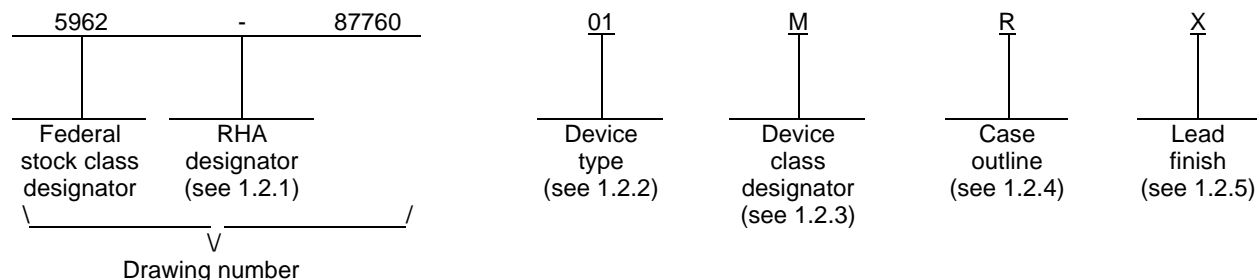 5962 - 87760 01 M R X
Federal stock class designator
RHA designator (see 1.2.1)
Device type (see 1.2.2)
Device class designator (see 1.2.3)
Case outline (see 1.2.4)
Lead finish (see 1.2.5)
Drawing number